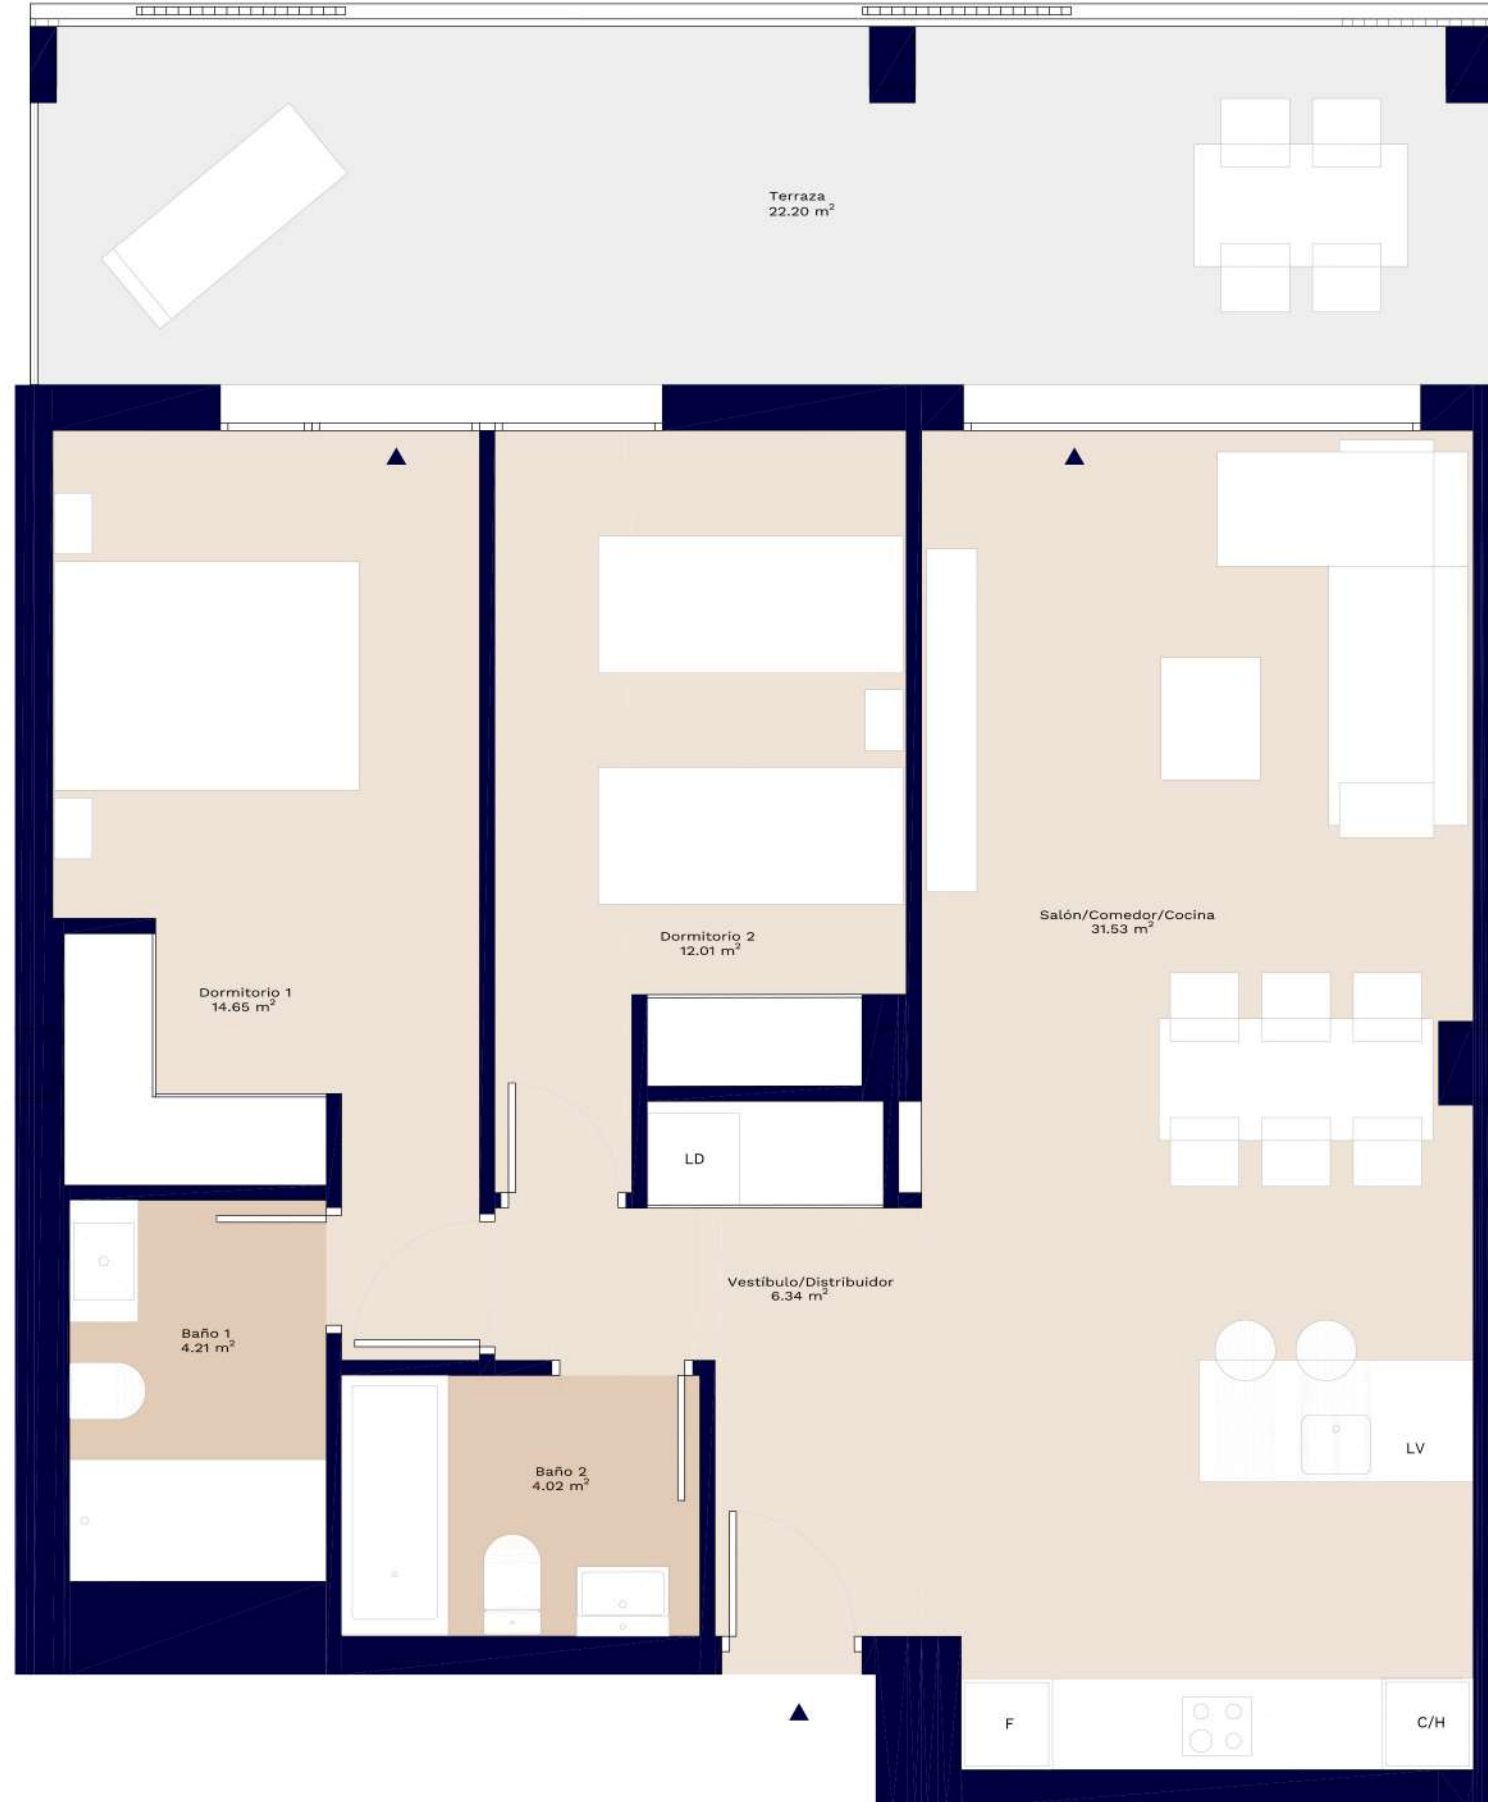 Terraza
22.20 m²
Salón/Comedor/Cocina
31.53 m²
Dormitorio 2
12.01 m²
Dormitorio 1
14.65 m²
LD
Vestíbulo/Distribuidor
6.34 m²
Baño 1
4.21 m²
LV
Baño 2
4.02 m²
F
C/H